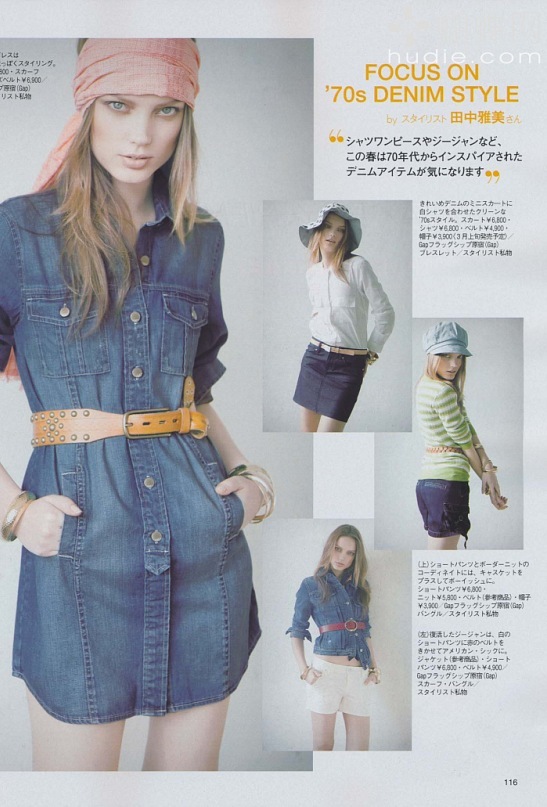 hudie.com
FOCUS ON
’70s DENIM STYLE
by スタイリスト 田中雅美さん
“シャツワンピースやジージャンなど、
この春は70年代からインスパイアされた
デニムアイテムが気になります”
きれいめデニムのミニスカートに
白シャツを合わせたクリーンな
’70sスタイル。スカート¥6,800・
シャツ¥6,800・ベルト¥4,900・
帽子¥3,900(3月上旬発売予定)／
Gapフラッグシップ原宿(Gap)
ブレスレット／スタイリスト私物
ドレスは
っぽくスタイリング。
800・スカーフ
ベルト¥6,900／
プ原宿(Gap)
リスト私物
(上)ショートパンツとボーダーニットの
コーディネイトには、キャスケットを
プラスしてボーイッシュに。
ショートパンツ¥6,800・
ニット¥5,800・ベルト(参考商品)・帽子
¥3,900／Gapフラッグシップ原宿(Gap)
バングル／スタイリスト私物
(左)復活したジージャンは、白の
ショートパンツに赤のベルトを
きかせてアメリカン・シックに。
ジャケット(参考商品)・ショート
パンツ¥6,800・ベルト¥4,900／
Gapフラッグシップ原宿(Gap)
スカーフ・バングル／
スタイリスト私物
116